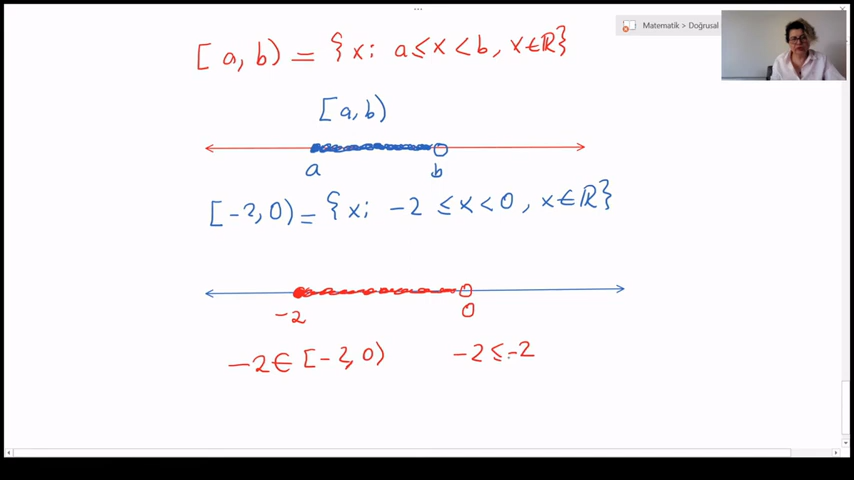 Matematik > Doğrusal
[a, b) = {x; a ≤ x < b, x ∈ ℝ}
[a, b)
a b
[-2, 0) = {x; -2 ≤ x < 0, x ∈ ℝ}
-2 0
-2 ∈ [-2, 0) -2 ≤ -2